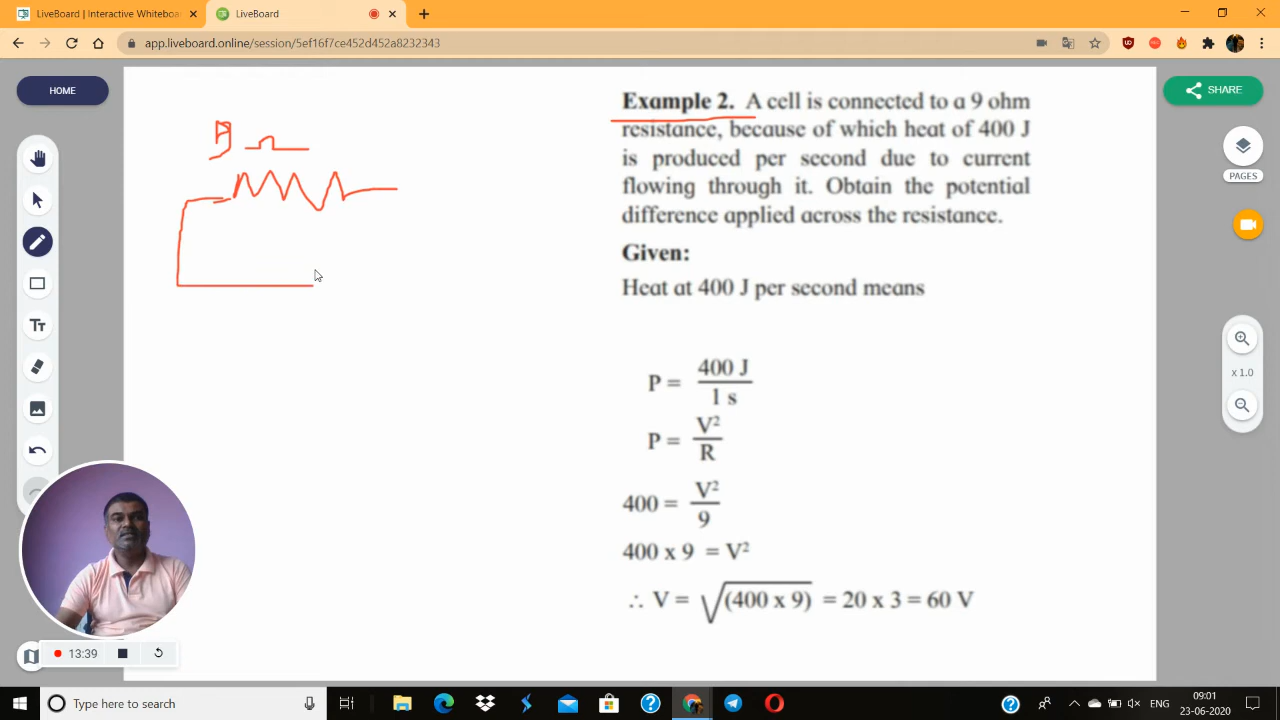 LiveBoard | Interactive Whiteboa
LiveBoard
app.liveboard.online/session/5ef16f7ce452d452a8232343
HOME
SHARE
PAGES
x 1.0
Example 2. A cell is connected to a 9 ohm
resistance, because of which heat of 400 J
is produced per second due to current
flowing through it. Obtain the potential
difference applied across the resistance.
Given:
Heat at 400 J per second means
P = 400 J / 1 s
P = V² / R
400 = V² / 9
400 x 9 = V²
∴ V = √(400 x 9) = 20 x 3 = 60 V
Tт
13:39
Type here to search
ENG
09:01
23-06-2020